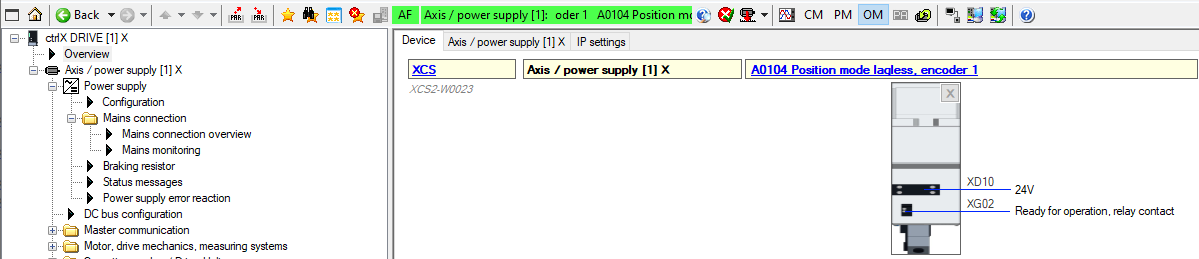 Back AF Axis / power supply [1]: oder 1 A0104 Position mo CM PM OM
ctrlX DRIVE [1] X
Overview
Axis / power supply [1] X
Power supply
Configuration
Mains connection
Mains connection overview
Mains monitoring
Braking resistor
Status messages
Power supply error reaction
DC bus configuration
Master communication
Motor, drive mechanics, measuring systems
Device Axis / power supply [1] X IP settings
XCS Axis / power supply [1] X A0104 Position mode lagless, encoder 1
XCS2-W0023
X
XD10 24V
XG02 Ready for operation, relay contact